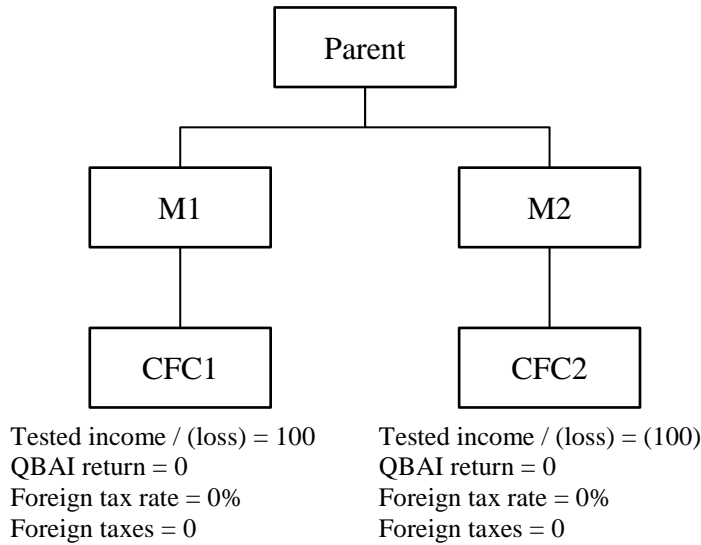 Parent
M1
M2
CFC1
CFC2
Tested income / (loss) = 100
QBAI return = 0
Foreign tax rate = 0%
Foreign taxes = 0
Tested income / (loss) = (100)
QBAI return = 0
Foreign tax rate = 0%
Foreign taxes = 0